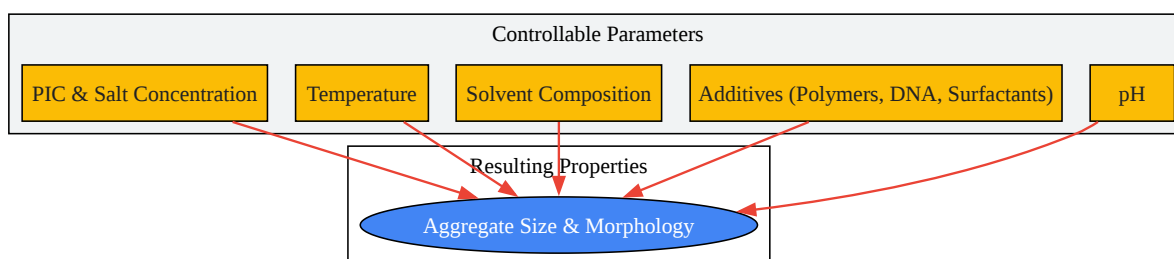 Controllable Parameters
PIC & Salt Concentration
Temperature
Solvent Composition
Additives (Polymers, DNA, Surfactants)
pH
Resulting Properties
Aggregate Size & Morphology